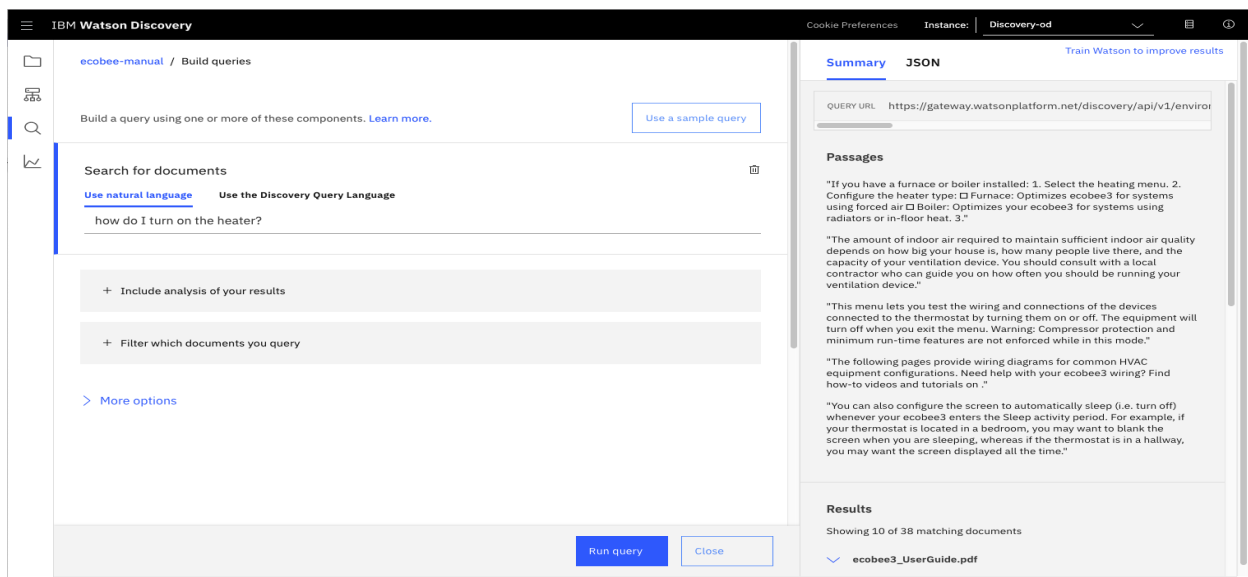 IBM Watson Discovery
Cookie Preferences
Instance:
Discovery-od
ecobee-manual / Build queries
Build a query using one or more of these components. Learn more.
Use a sample query
Search for documents
Use natural language
Use the Discovery Query Language
how do I turn on the heater?
+ Include analysis of your results
+ Filter which documents you query
> More options
Run query
Close
Train Watson to improve results
Summary
JSON
QUERY URL
https://gateway.watsonplatform.net/discovery/api/v1/enviror
Passages
"If you have a furnace or boiler installed: 1. Select the heating menu. 2.
Configure the heater type: □ Furnace: Optimizes ecobee3 for systems
using forced air □ Boiler: Optimizes your ecobee3 for systems using
radiators or in-floor heat. 3."
"The amount of indoor air required to maintain sufficient indoor air quality
depends on how big your house is, how many people live there, and the
capacity of your ventilation device. You should consult with a local
contractor who can guide you on how often you should be running your
ventilation device."
"This menu lets you test the wiring and connections of the devices
connected to the thermostat by turning them on or off. The equipment will
turn off when you exit the menu. Warning: Compressor protection and
minimum run-time features are not enforced while in this mode."
"The following pages provide wiring diagrams for common HVAC
equipment configurations. Need help with your ecobee3 wiring? Find
how-to videos and tutorials on ."
"You can also configure the screen to automatically sleep (i.e. turn off)
whenever your ecobee3 enters the Sleep activity period. For example, if
your thermostat is located in a bedroom, you may want to blank the
screen when you are sleeping, whereas if the thermostat is in a hallway,
you may want the screen displayed all the time."
Results
Showing 10 of 38 matching documents
ecobee3_UserGuide.pdf